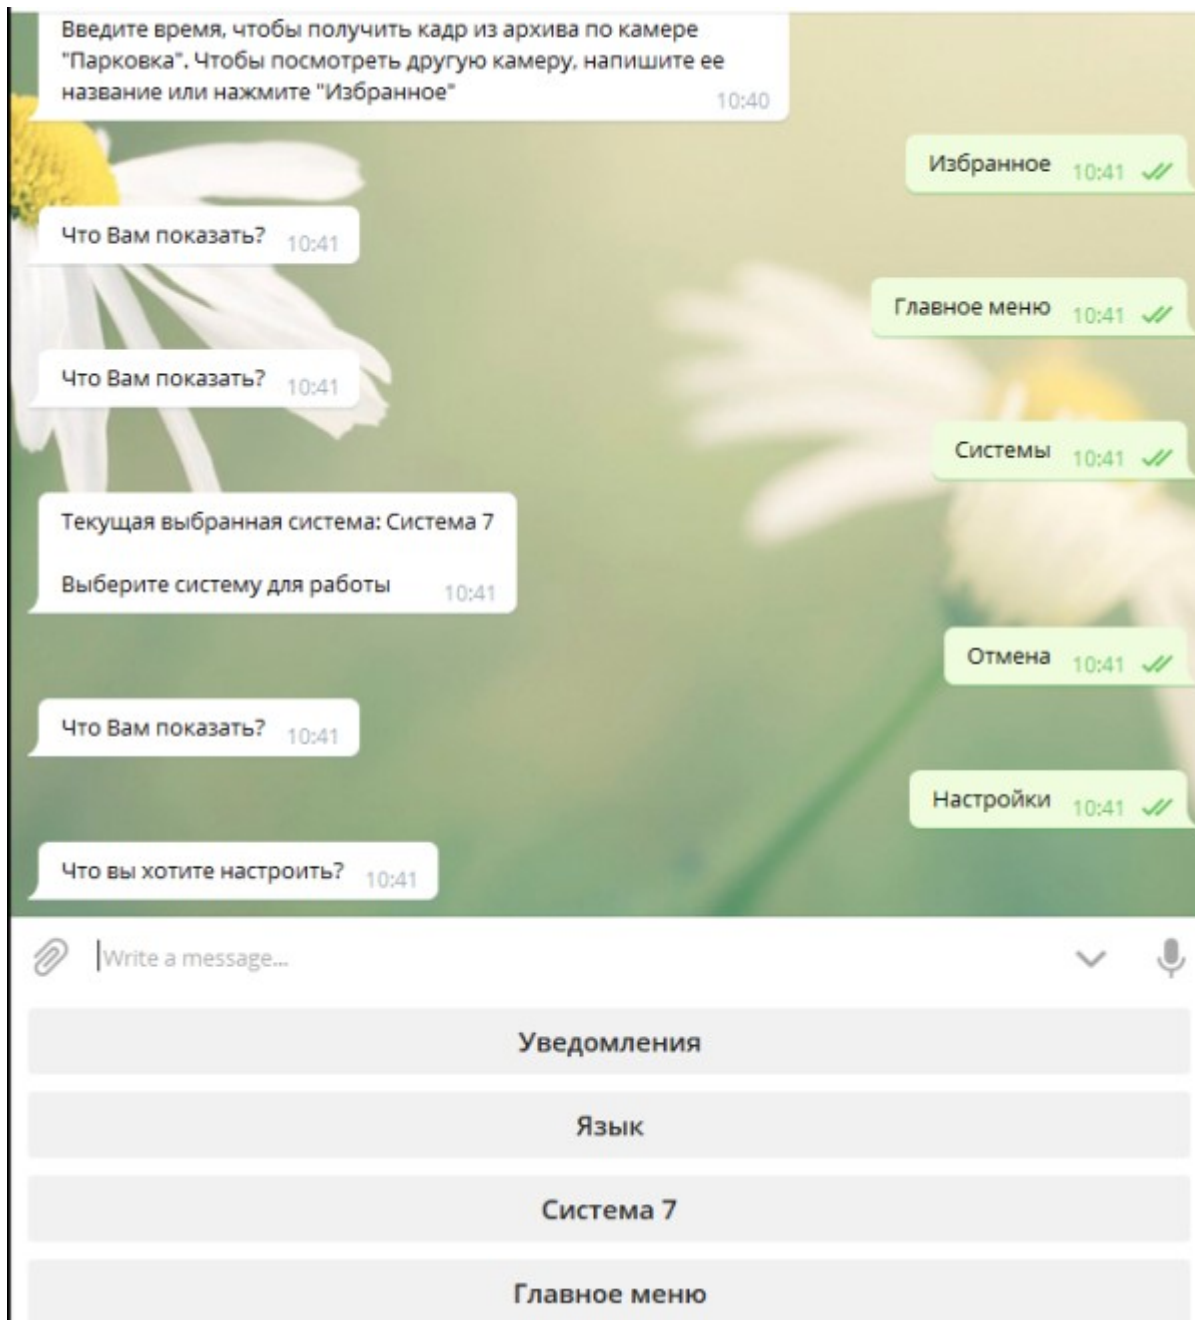 Введите время, чтобы получить кадр из архива по камере
"Парковка". Чтобы посмотреть другую камеру, напишите ее
название или нажмите "Избранное"
10:40
Избранное 10:41
Что Вам показать? 10:41
Главное меню 10:41
Что Вам показать? 10:41
Системы 10:41
Текущая выбранная система: Система 7
Выберите систему для работы 10:41
Отмена 10:41
Что Вам показать? 10:41
Настройки 10:41
Что вы хотите настроить? 10:41
Write a message...
Уведомления
Язык
Система 7
Главное меню